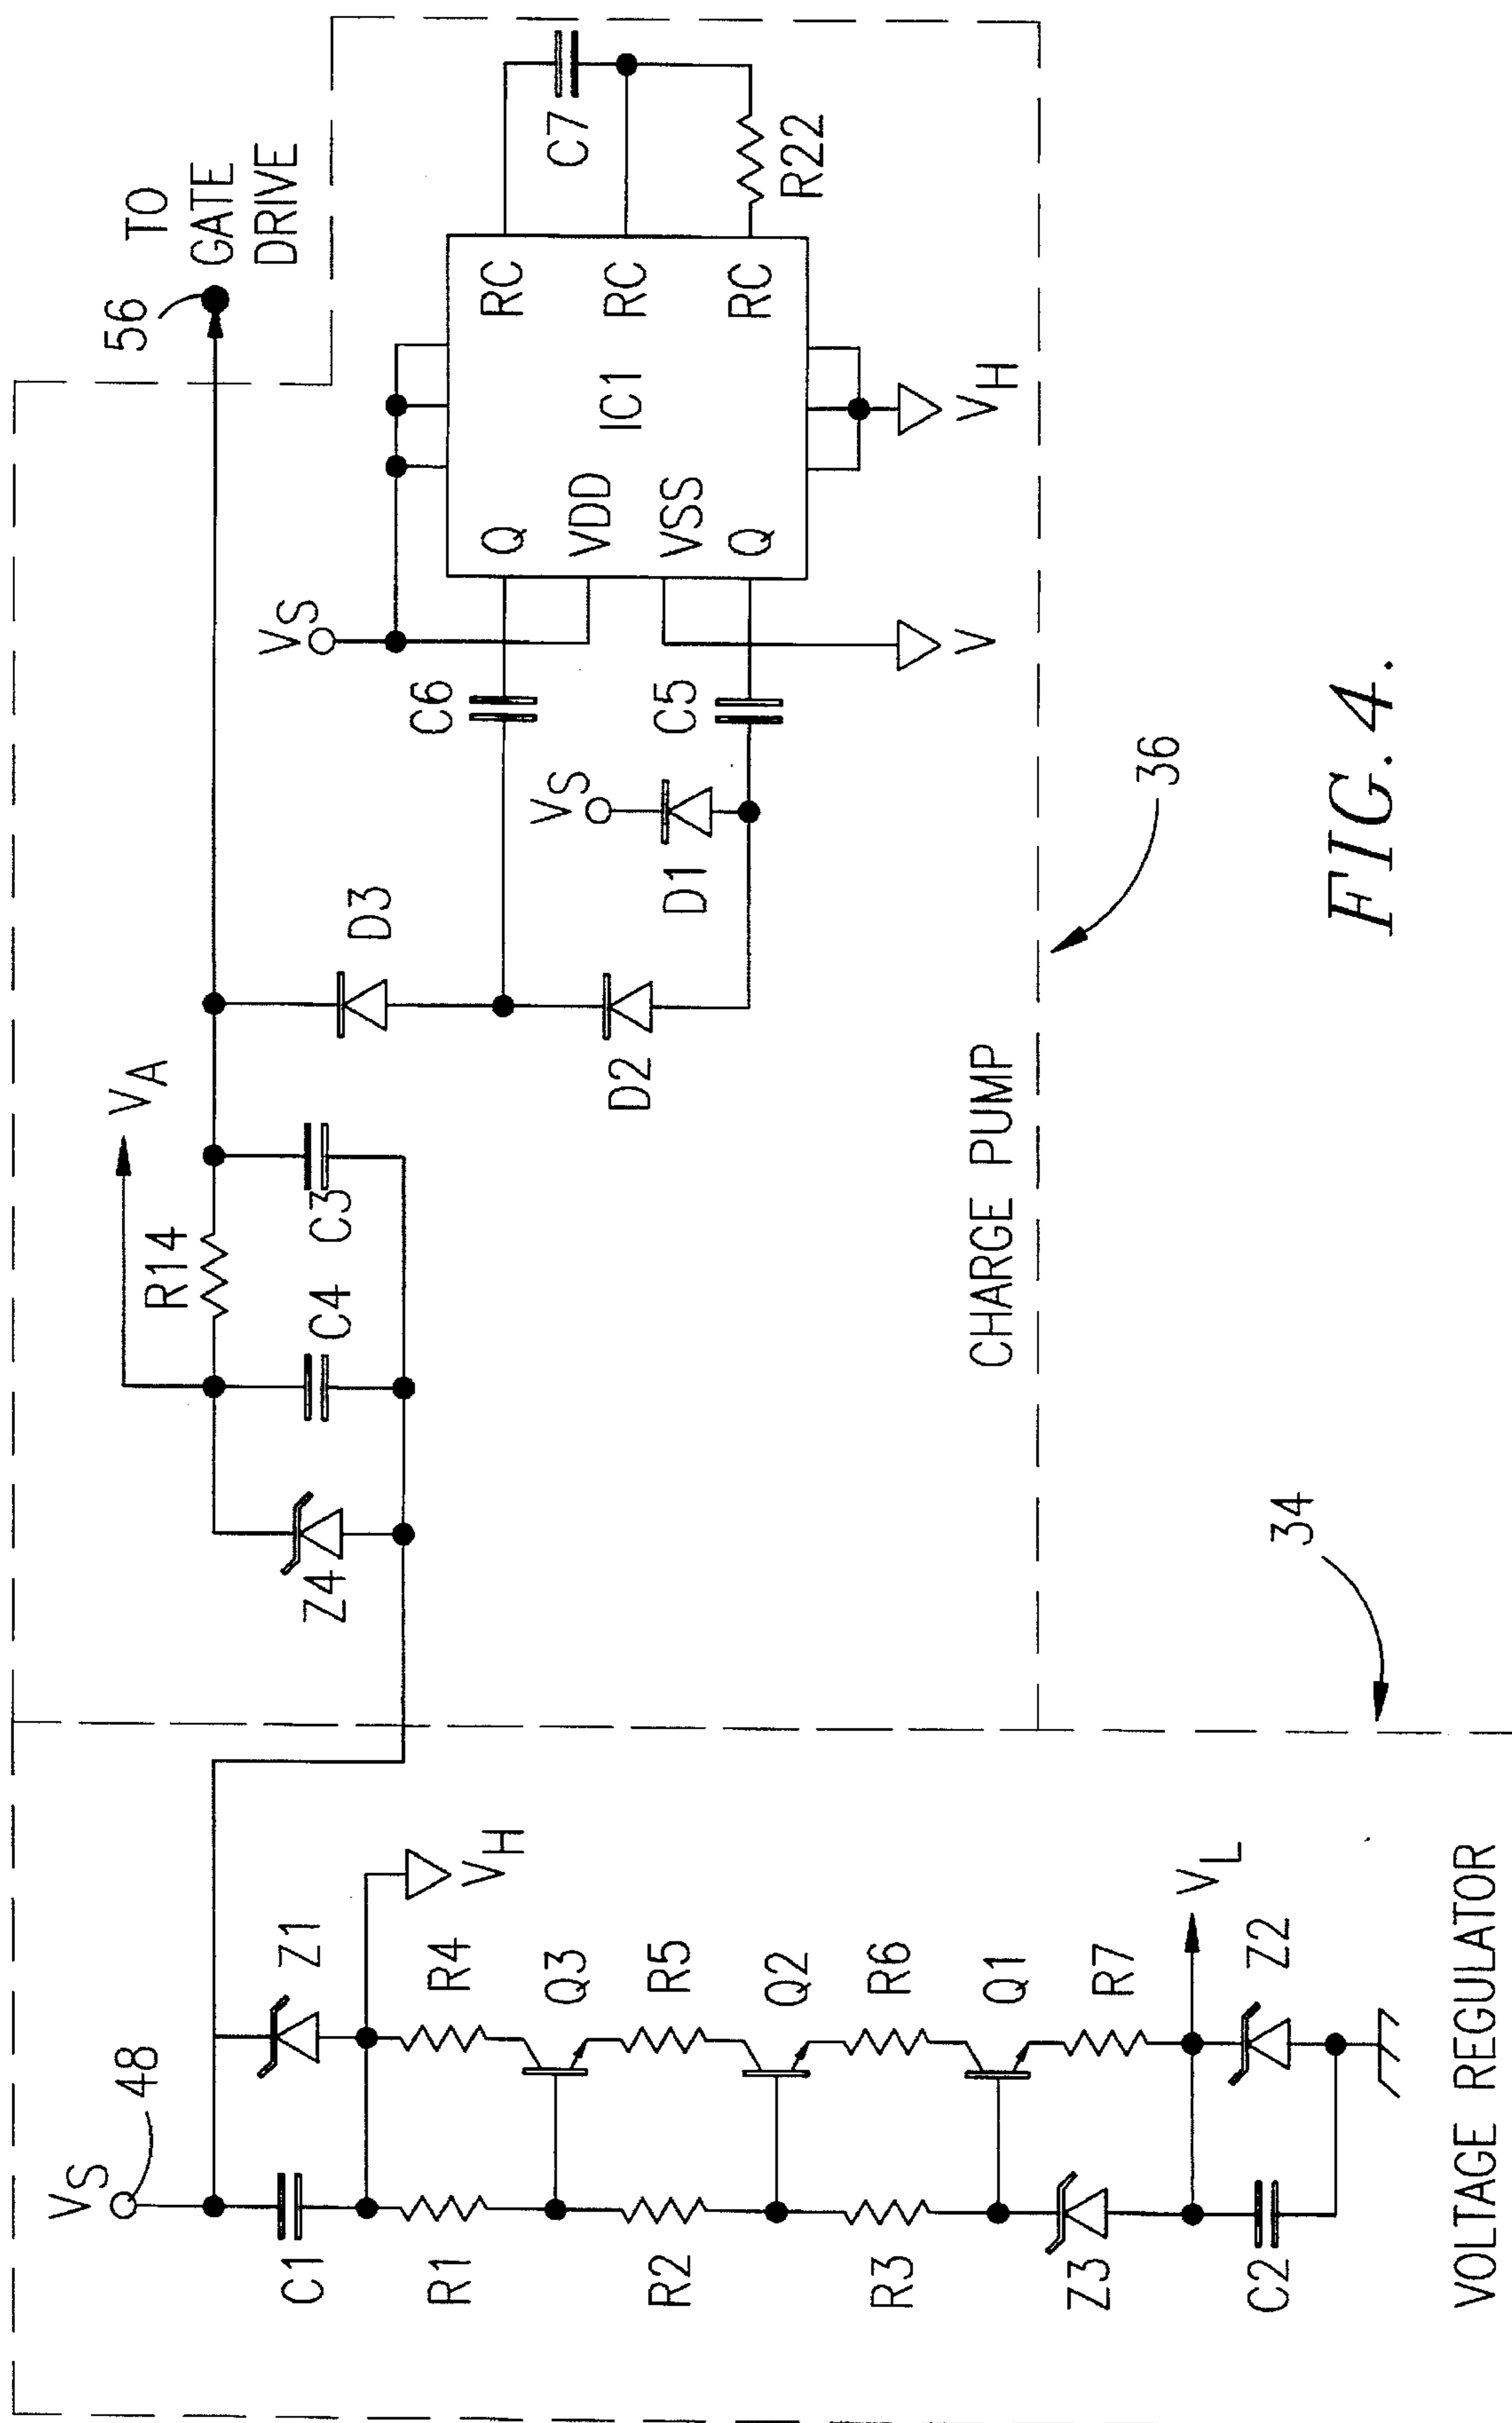 VS
48
C1
Z1
VH
R1
R4
Q3
R2
R5
Q2
R3
R6
Q1
Z3
R7
VL
C2
Z2
VOLTAGE REGULATOR
34
VA
R14
Z4
C4
C3
D3
D2
CHARGE PUMP
36
56
TO
GATE
DRIVE
VS
C6
VS
D1
C5
V
Q
VDD
VSS
Q
IC1
RC
RC
RC
VH
C7
R22
FIG. 4.